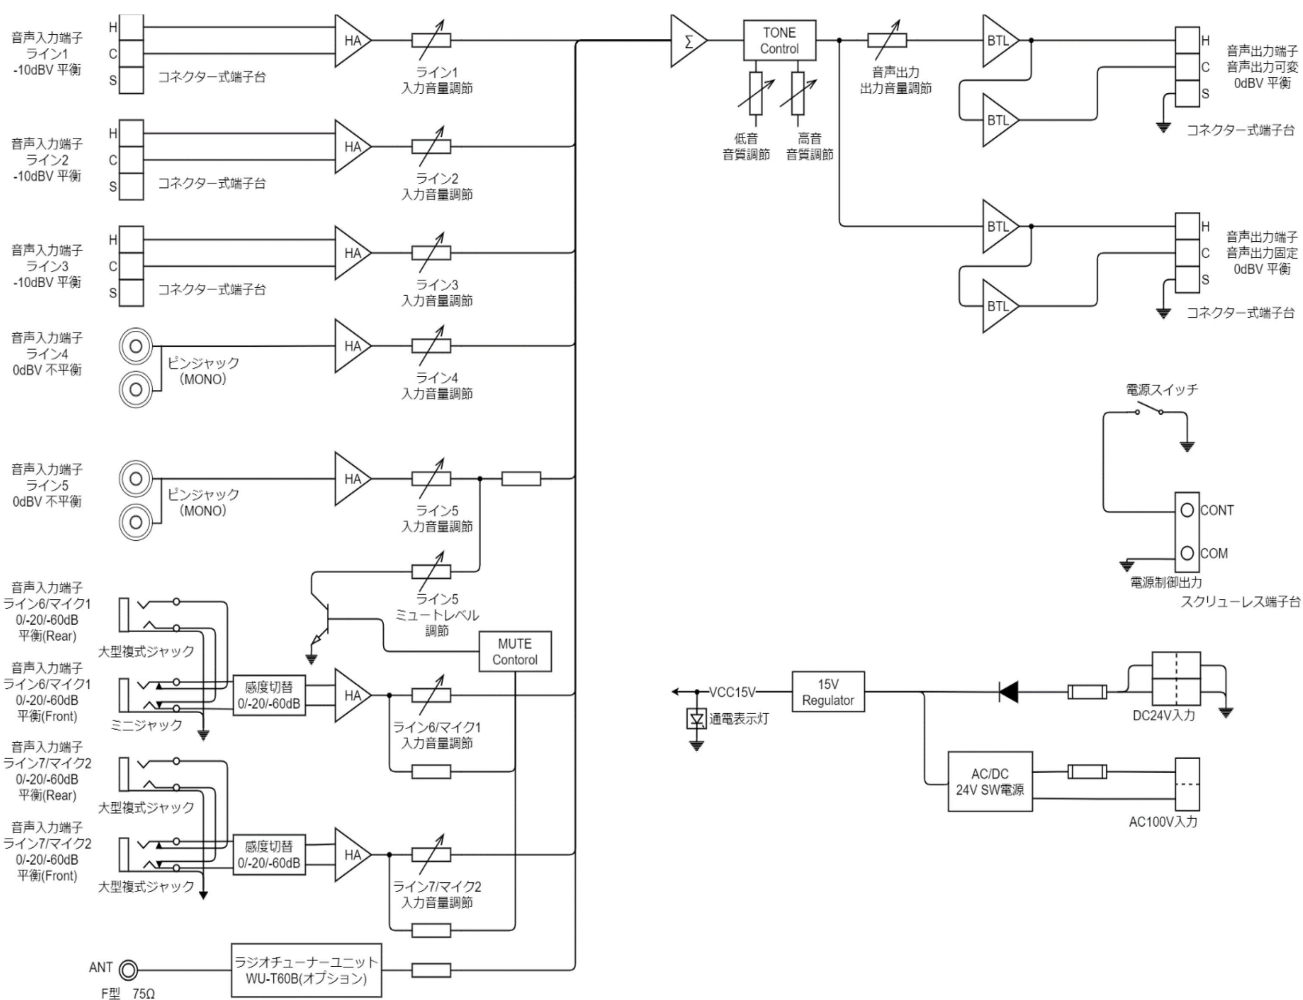 音声入力端子
ライン1
-10dBV 平衡
H
C
S
コネクター式端子台
HA
ライン1
入力音量調節
音声入力端子
ライン2
-10dBV 平衡
H
C
S
コネクター式端子台
HA
ライン2
入力音量調節
音声入力端子
ライン3
-10dBV 平衡
H
C
S
コネクター式端子台
HA
ライン3
入力音量調節
音声入力端子
ライン4
0dBV 不平衡
ピンジャック
（MONO）
HA
ライン4
入力音量調節
音声入力端子
ライン5
0dBV 不平衡
ピンジャック
（MONO）
HA
ライン5
入力音量調節
ライン5
ミュートレベル
調節
MUTE
Contorol
音声入力端子
ライン6/マイク1
0/-20/-60dB
平衡(Rear)
大型複式ジャック
音声入力端子
ライン6/マイク1
0/-20/-60dB
平衡(Front)
ミニジャック
感度切替
0/-20/-60dB
HA
ライン6/マイク1
入力音量調節
音声入力端子
ライン7/マイク2
0/-20/-60dB
平衡(Rear)
大型複式ジャック
音声入力端子
ライン7/マイク2
0/-20/-60dB
平衡(Front)
大型複式ジャック
感度切替
0/-20/-60dB
HA
ライン7/マイク2
入力音量調節
ANT
F型 75Ω
ラジオチューナーユニット
WU-T60B(オプション)
Σ
TONE
Control
低音
音質調節
高音
音質調節
音声出力
出力音量調節
BTL
BTL
H
C
S
音声出力端子
音声出力可変
0dBV 平衡
コネクター式端子台
BTL
BTL
H
C
S
音声出力端子
音声出力固定
0dBV 平衡
コネクター式端子台
電源スイッチ
CONT
COM
電源制御出力
スクリューレス端子台
VCC15V
通電表示灯
15V
Regulator
DC24V入力
AC/DC
24V SW電源
AC100V入力